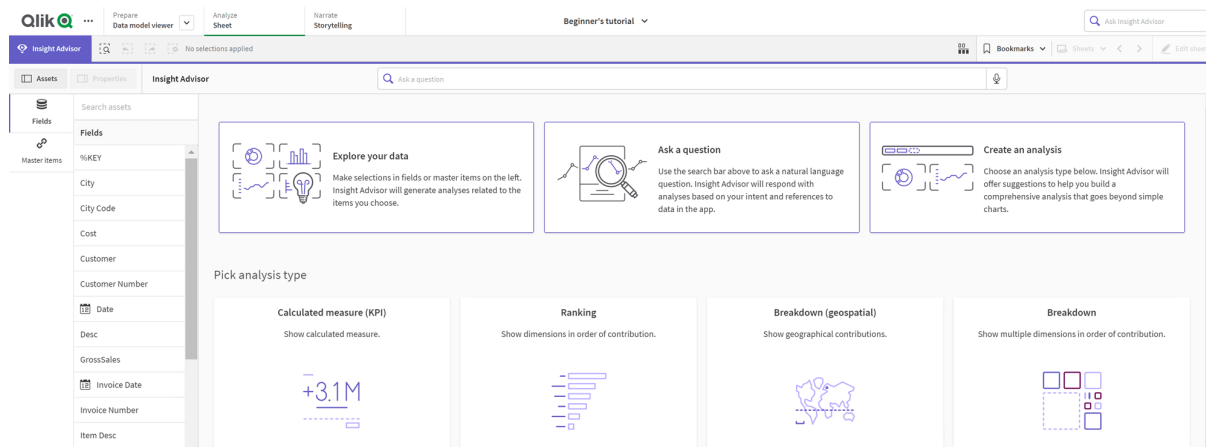 Qlik
Prepare
Data model viewer
Analyze
Sheet
Narrate
Storytelling
Beginner's tutorial
Ask Insight Advisor
Insight Advisor
No selections applied
Bookmarks
Sheets
Edit sheet
Assets
Properties
Insight Advisor
Ask a question
Fields
Master items
Search assets
Fields
%KEY
City
City Code
Cost
Customer
Customer Number
Date
Desc
GrossSales
Invoice Date
Invoice Number
Item Desc
Explore your data
Make selections in fields or master items on the left.
Insight Advisor will generate analyses related to the
items you choose.
Ask a question
Use the search bar above to ask a natural language
question. Insight Advisor will respond with
analyses based on your intent and references to
data in the app.
Create an analysis
Choose an analysis type below. Insight Advisor will
offer suggestions to help you build a
comprehensive analysis that goes beyond simple
charts.
Pick analysis type
Calculated measure (KPI)
Show calculated measure.
+3.1M
Ranking
Show dimensions in order of contribution.
Breakdown (geospatial)
Show geographical contributions.
Breakdown
Show multiple dimensions in order of contribution.